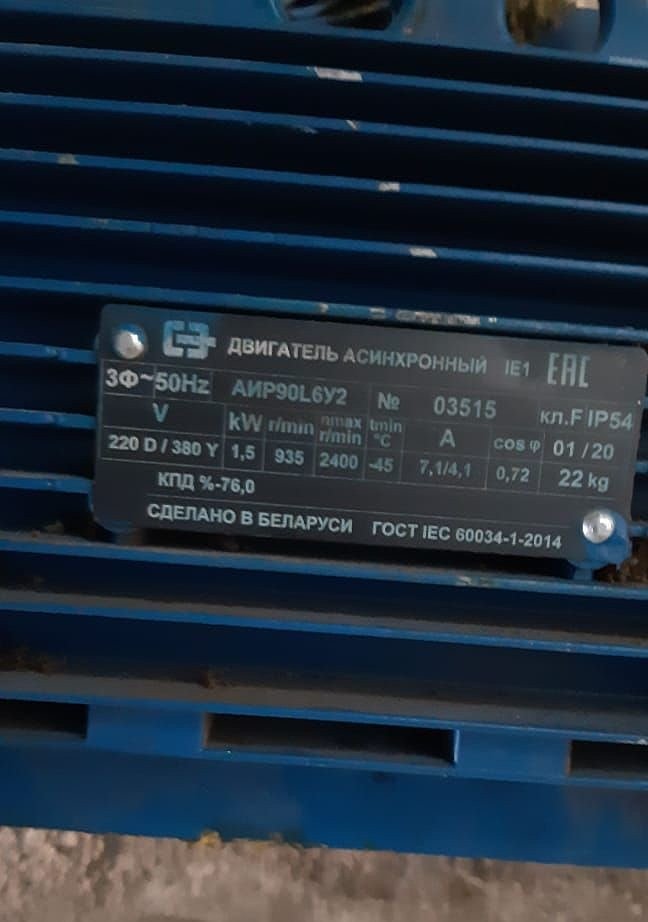 ДВИГАТЕЛЬ АСИНХРОННЫЙ IE1 EAC
3Ф~50Hz АИР90L6У2 № 03515 кл.F IP54
V kW r/min nmax r/min tmin °C A cos φ 01/20
220 D / 380 Y 1,5 935 2400 -45 7,1/4,1 0,72 22 kg
КПД %-76,0
СДЕЛАНО В БЕЛАРУСИ ГОСТ IEC 60034-1-2014